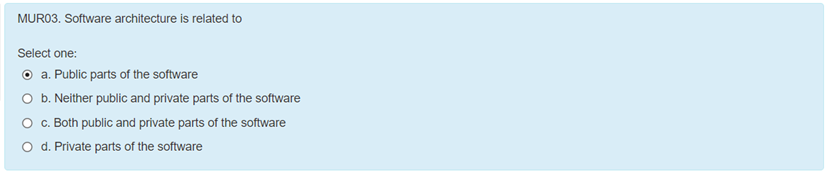 MUR03. Software architecture is related to
Select one:
a. Public parts of the software
b. Neither public and private parts of the software
c. Both public and private parts of the software
d. Private parts of the software